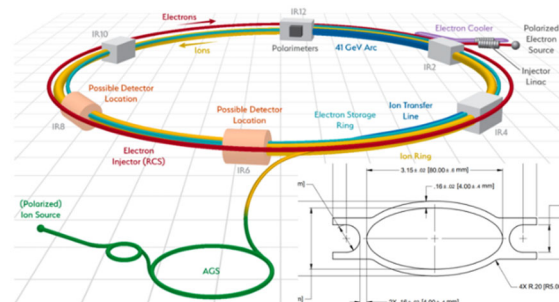 IR12
Electrons
Ions
Polarimeters
41 GeV Arc
Electron Cooler
Polarized
Electron
Source
Injector
Linac
IR10
IR2
Possible Detector
Location
IR8
Possible Detector
Location
IR6
Electron Storage
Ring
Ion Transfer
Line
IR4
Electron
Injector (RCS)
Ion Ring
(Polarized)
Ion Source
AGS
3.15±.02 [80.00±.4 mm]
.16±.02 [4.00±.4 mm]
m]
m]
4X R.20 [R5.0